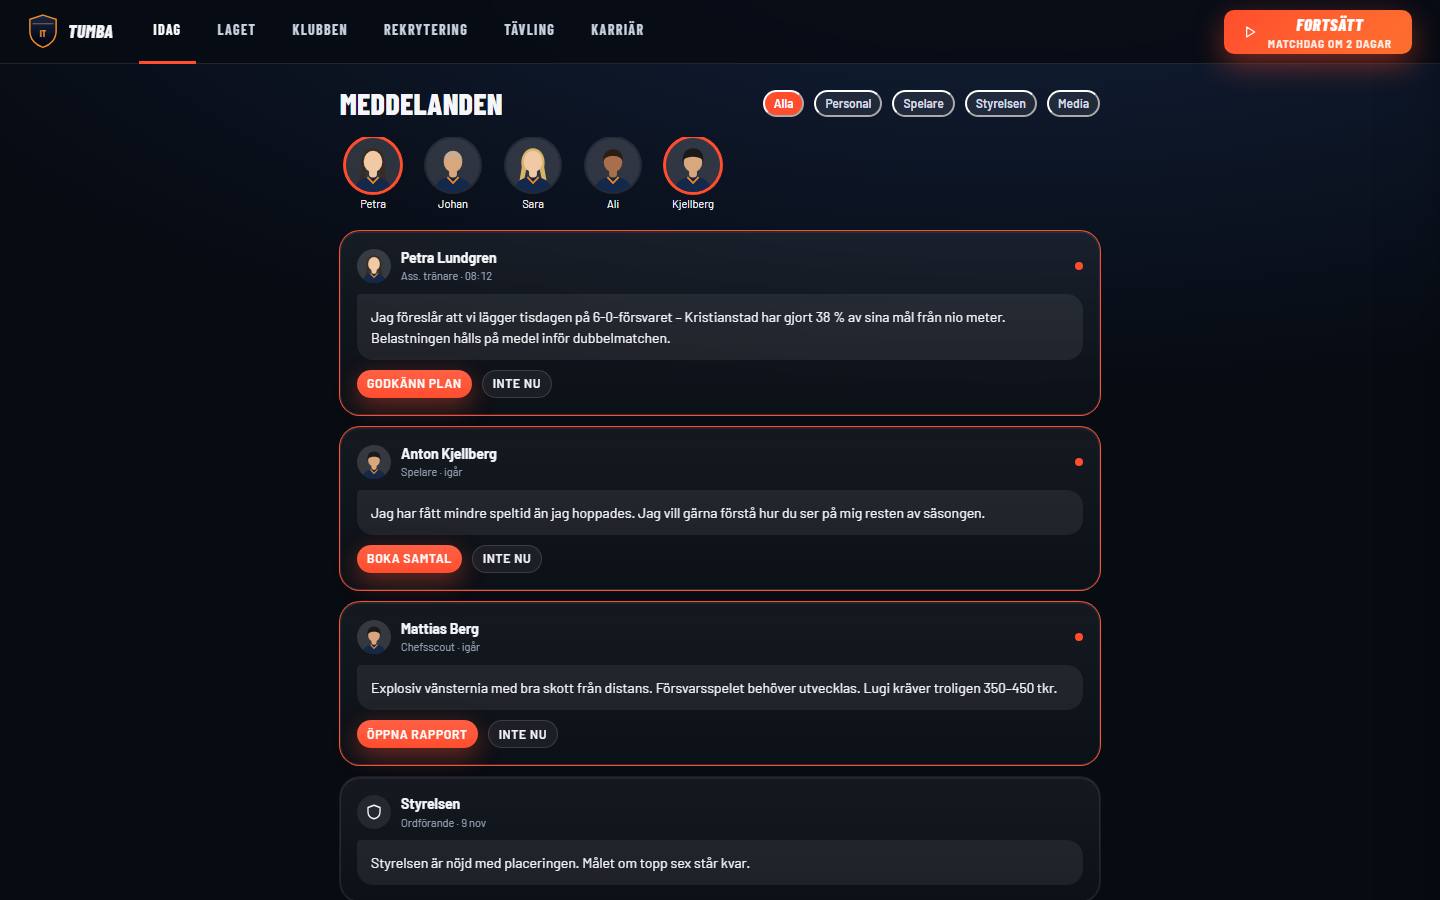 IT
TUMBA
IDAG
LAGET
KLUBBEN
REKRYTERING
TÄVLING
KARRIÄR
FORTSÄTT
MATCHDAG OM 2 DAGAR
MEDDELANDEN
Alla
Personal
Spelare
Styrelsen
Media
Petra
Johan
Sara
Ali
Kjellberg
Petra Lundgren
Ass. tränare · 08:12
Jag föreslår att vi lägger tisdagen på 6-0-försvaret – Kristianstad har gjort 38 % av sina mål från nio meter.
Belastningen hålls på medel inför dubbelmatchen.
GODKÄNN PLAN
INTE NU
Anton Kjellberg
Spelare · igår
Jag har fått mindre speltid än jag hoppades. Jag vill gärna förstå hur du ser på mig resten av säsongen.
BOKA SAMTAL
INTE NU
Mattias Berg
Chefsscout · igår
Explosiv vänsternia med bra skott från distans. Försvarsspelet behöver utvecklas. Lugi kräver troligen 350–450 tkr.
ÖPPNA RAPPORT
INTE NU
Styrelsen
Ordförande · 9 nov
Styrelsen är nöjd med placeringen. Målet om topp sex står kvar.